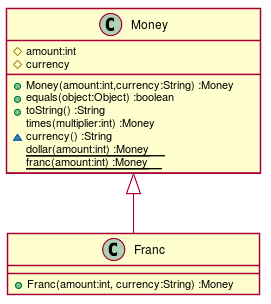 C Money
amount:int
currency
Money(amount:int,currency:String) :Money
equals(object:Object) :boolean
toString() :String
times(multiplier:int) :Money
currency() :String
dollar(amount:int) :Money
franc(amount:int) :Money
C Franc
Franc(amount:int, currency:String) :Money